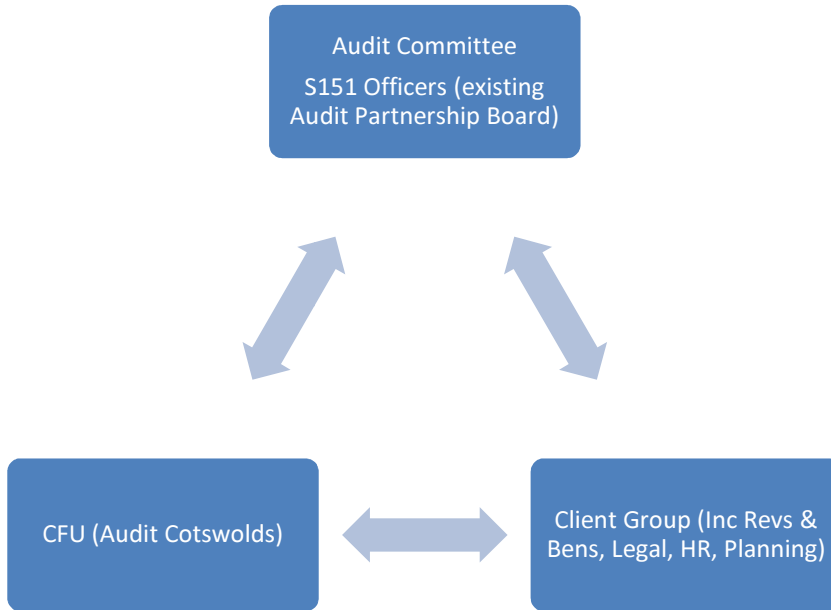 Audit Committee
S151 Officers (existing
Audit Partnership Board)
CFU (Audit Cotswolds)
Client Group (Inc Revs &
Bens, Legal, HR, Planning)